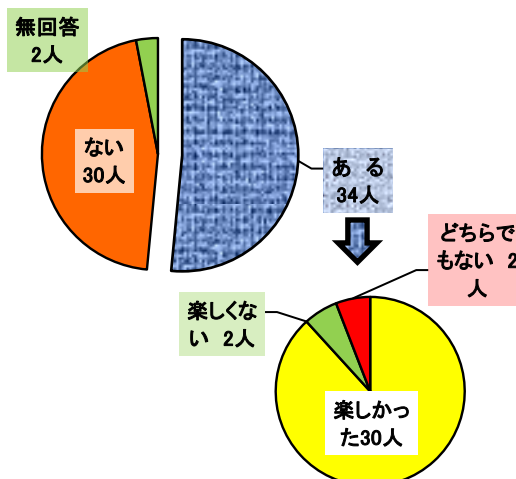 無回答
2人
ない
30人
あ る
34人
どちらで
もない 2
人
楽しくな
い 2人
楽しかっ
た30人